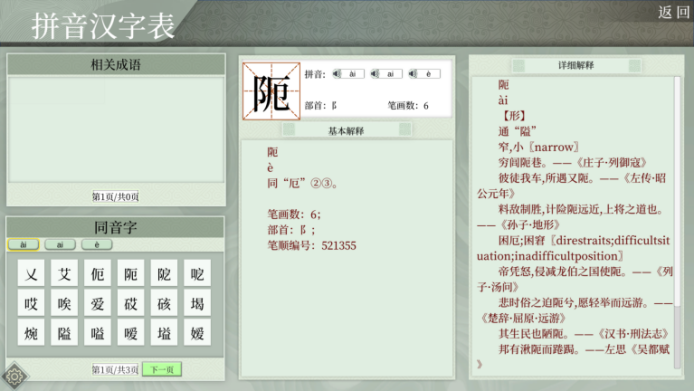 拼音汉字表
返回
相关成语
第1页/共0页
同音字
ài
ai
è
乂 艾 伌 阨 阸 呝
哎 唉 爱 砹 硋 堨
焥 隘 嗌 嗳 塧 嫒
第1页/共3页
下一页
阨
拼音: ài ai è
部首: 阝 笔画数: 6
基本解释
阨
è
同“厄”②③。
笔画数: 6;
部首: 阝;
笔顺编号: 521355
详细解释
阨
ài
【形】
通“隘”
窄,小〖narrow〗
穷闾阨巷。——《庄子·列御寇》
彼徒我车,所遇又阨。——《左传·昭
公元年》
料敌制胜,计险阨远近,上将之道也。
——《孙子·地形》
困厄;困窘〖direstraits;difficultsit
uation;inadifficultposition〗
帝凭怒,侵减龙伯之国使阨。——《列
子·汤问》
悲时俗之迫阨兮,愿轻举而远游。——
《楚辞·屈原·远游》
其生民也陋阨。——《汉书·刑法志》
邦有湫阨而踡跼。——左思《吴都赋
》